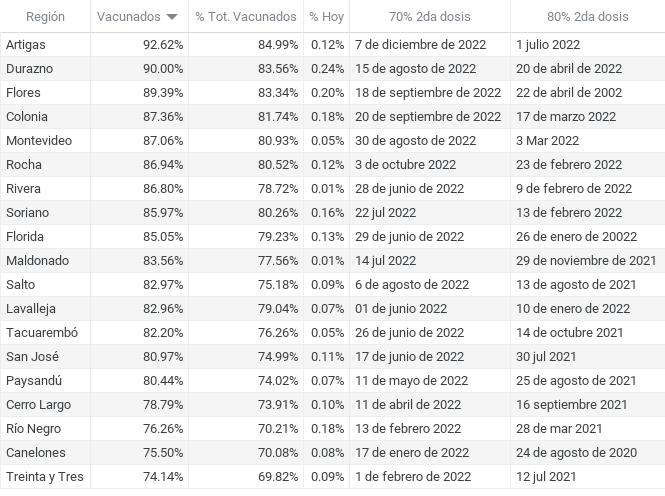 Región Vacunados % Tot. Vacunados % Hoy 70% 2da dosis 80% 2da dosis
Artigas 92.62% 84.99% 0.12% 7 de diciembre de 2022 1 julio 2022
Durazno 90.00% 83.56% 0.24% 15 de agosto de 2022 20 de abril de 2022
Flores 89.39% 83.34% 0.20% 18 de septiembre de 2022 22 de abril de 2002
Colonia 87.36% 81.74% 0.18% 20 de septiembre de 2022 17 de marzo 2022
Montevideo 87.06% 80.93% 0.05% 30 de agosto de 2022 3 Mar 2022
Rocha 86.94% 80.52% 0.12% 3 de octubre 2022 23 de febrero 2022
Rivera 86.80% 78.72% 0.01% 28 de junio de 2022 9 de febrero de 2022
Soriano 85.97% 80.26% 0.16% 22 jul 2022 13 de febrero 2022
Florida 85.05% 79.23% 0.13% 29 de junio de 2022 26 de enero de 20022
Maldonado 83.56% 77.56% 0.01% 14 jul 2022 29 de noviembre de 2021
Salto 82.97% 75.18% 0.09% 6 de agosto de 2022 13 de agosto de 2021
Lavalleja 82.96% 79.04% 0.07% 01 de junio de 2022 10 de enero de 2022
Tacuarembó 82.20% 76.26% 0.05% 26 de junio de 2022 14 de octubre 2021
San José 80.97% 74.99% 0.11% 17 de junio de 2022 30 jul 2021
Paysandú 80.44% 74.02% 0.07% 11 de mayo de 2022 25 de agosto de 2021
Cerro Largo 78.79% 73.91% 0.10% 11 de abril de 2022 16 septiembre 2021
Río Negro 76.26% 70.21% 0.18% 13 de febrero 2022 28 de mar 2021
Canelones 75.50% 70.08% 0.08% 17 de enero de 2022 24 de agosto de 2020
Treinta y Tres 74.14% 69.82% 0.09% 1 de febrero de 2022 12 jul 2021